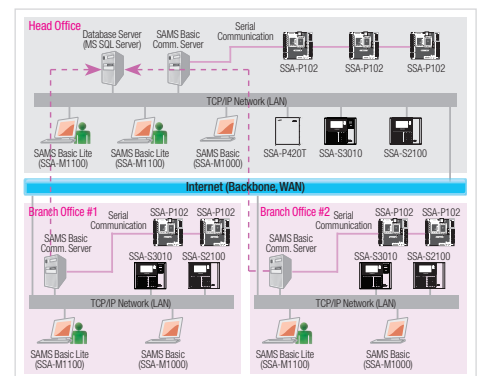 Head Office
Database Server
(MS SQL Server)
SAMS Basic
Comm. Server
Serial
Communication
SSA-P102
SSA-P102
SSA-P102
TCP/IP Network (LAN)
SAMS Basic Lite
(SSA-M1100)
SAMS Basic Lite
(SSA-M1100)
SAMS Basic
(SSA-M1000)
SSA-P420T
SSA-S3010
SSA-S2100
Internet (Backbone, WAN)
Branch Office #1
Serial
Communication
SSA-P102
SSA-P102
SAMS Basic
Comm. Server
SSA-S3010
SSA-S2100
TCP/IP Network (LAN)
SAMS Basic Lite
(SSA-M1100)
SAMS Basic
(SSA-M1000)
Branch Office #2
Serial
Communication
SSA-P102
SSA-P102
SAMS Basic
Comm. Server
SSA-S3010
SSA-S2100
TCP/IP Network (LAN)
SAMS Basic Lite
(SSA-M1100)
SAMS Basic
(SSA-M1000)